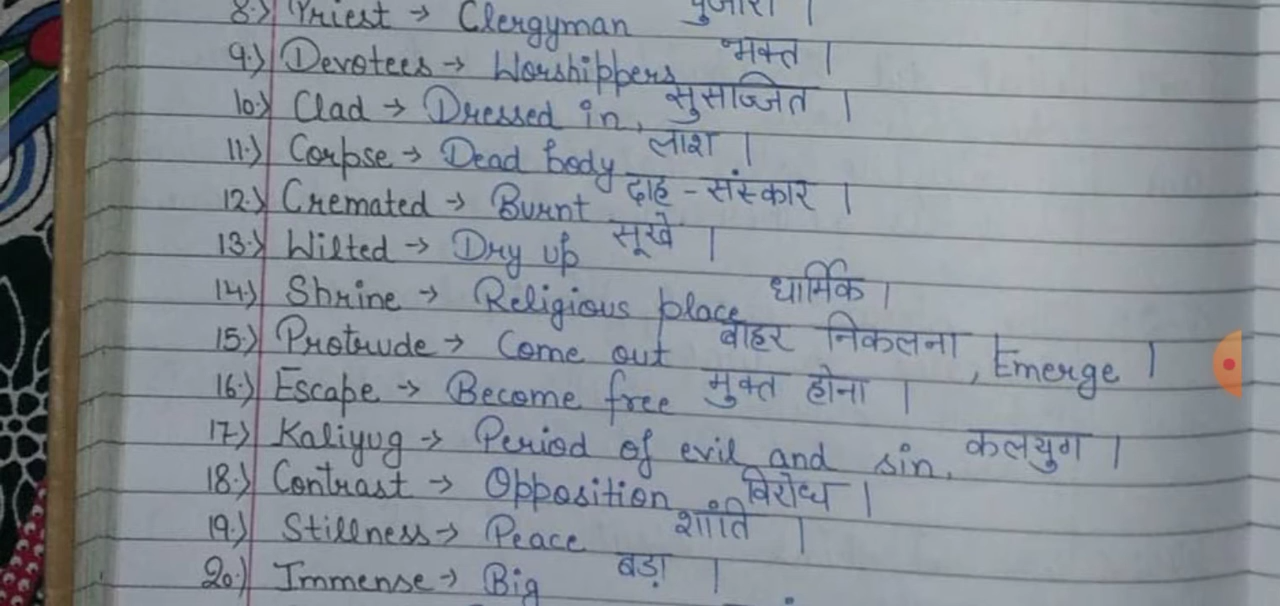 8.) Priest → Clergyman पुजारी |
9.) Devotees → Worshippers भक्त |
10.) Clad → Dressed in, सुसज्जित |
11.) Corpse → Dead body लाश |
12.) Cremated → Burnt दाह - संस्कार |
13.) Wilted → Dry up सूखे |
14.) Shrine → Religious place धार्मिक |
15.) Protrude → Come out बाहर निकलना, Emerge |
16.) Escape → Become free मुक्त होना |
17.) Kaliyug → Period of evil and sin, कलयुग |
18.) Contrast → Opposition विरोध |
19.) Stillness → Peace शांति |
20.) Immense → Big बड़ा |